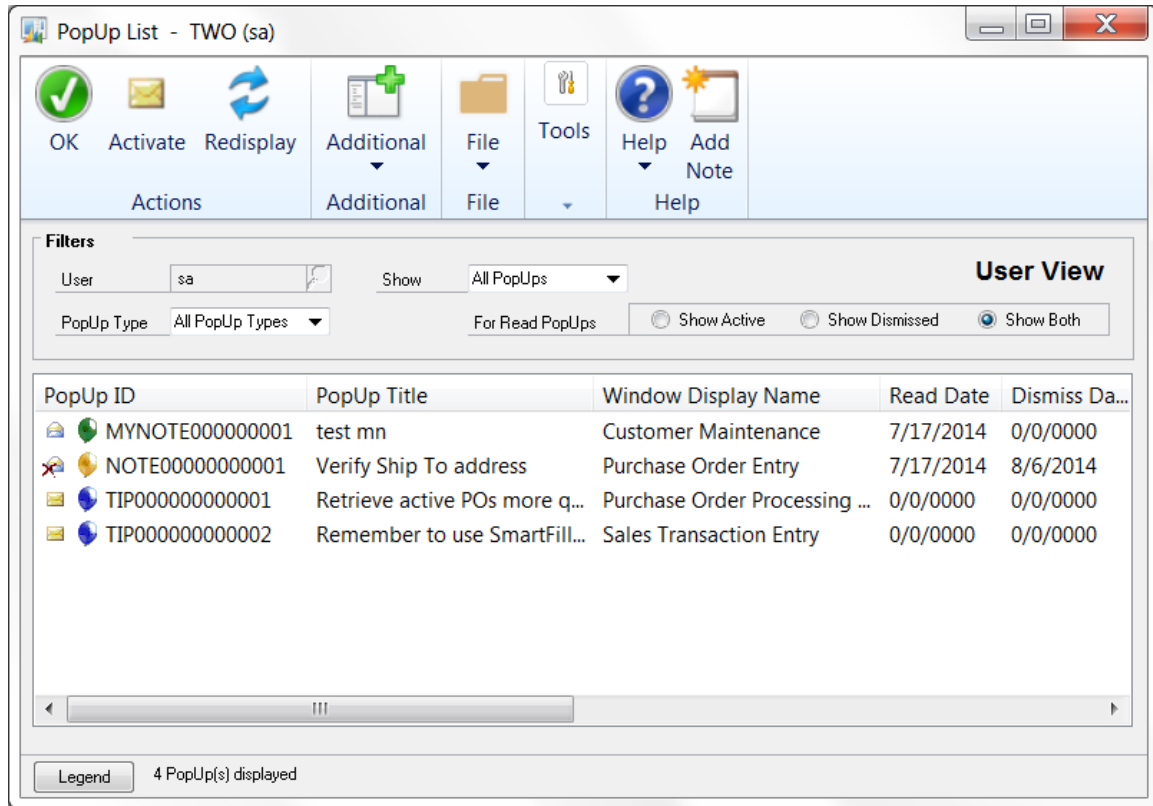 PopUp List - TWO (sa)
OK Activate Redisplay Additional File Tools Help Add Note
Actions Additional File Help
Filters
User sa Show All PopUps User View
PopUp Type All PopUp Types For Read PopUps Show Active Show Dismissed Show Both
PopUp ID PopUp Title Window Display Name Read Date Dismiss Da...
MYNOTE000000001 test mn Customer Maintenance 7/17/2014 0/0/0000
NOTE00000000001 Verify Ship To address Purchase Order Entry 7/17/2014 8/6/2014
TIP000000000001 Retrieve active POs more q... Purchase Order Processing ... 0/0/0000 0/0/0000
TIP000000000002 Remember to use SmartFill... Sales Transaction Entry 0/0/0000 0/0/0000
Legend 4 PopUp(s) displayed